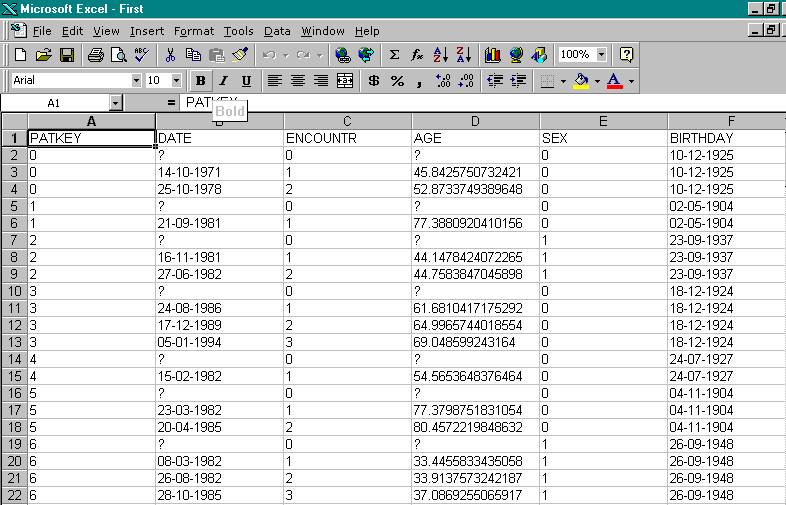 Microsoft Excel - First
File Edit View Insert Format Tools Data Window Help
Σ fx A Z Z A 100% ?
Arial 10 B I U $ % , ,00 ,00 A
A1 = PATKEY
Bold
A B C D E F
1 PATKEY DATE ENCOUNTR AGE SEX BIRTHDAY
2 0 ? 0 ? 0 10-12-1925
3 0 14-10-1971 1 45.8425750732421 0 10-12-1925
4 0 25-10-1978 2 52.8733749389648 0 10-12-1925
5 1 ? 0 ? 0 02-05-1904
6 1 21-09-1981 1 77.3880920410156 0 02-05-1904
7 2 ? 0 ? 1 23-09-1937
8 2 16-11-1981 1 44.1478424072265 1 23-09-1937
9 2 27-06-1982 2 44.7583847045898 1 23-09-1937
10 3 ? 0 ? 0 18-12-1924
11 3 24-08-1986 1 61.6810417175292 0 18-12-1924
12 3 17-12-1989 2 64.9965744018554 0 18-12-1924
13 3 05-01-1994 3 69.048599243164 0 18-12-1924
14 4 ? 0 ? 0 24-07-1927
15 4 15-02-1982 1 54.5653648376464 0 24-07-1927
16 5 ? 0 ? 0 04-11-1904
17 5 23-03-1982 1 77.3798751831054 0 04-11-1904
18 5 20-04-1985 2 80.4572219848632 0 04-11-1904
19 6 ? 0 ? 1 26-09-1948
20 6 08-03-1982 1 33.4455833435058 1 26-09-1948
21 6 26-08-1982 2 33.9137573242187 1 26-09-1948
22 6 28-10-1985 3 37.0869255065917 1 26-09-1948